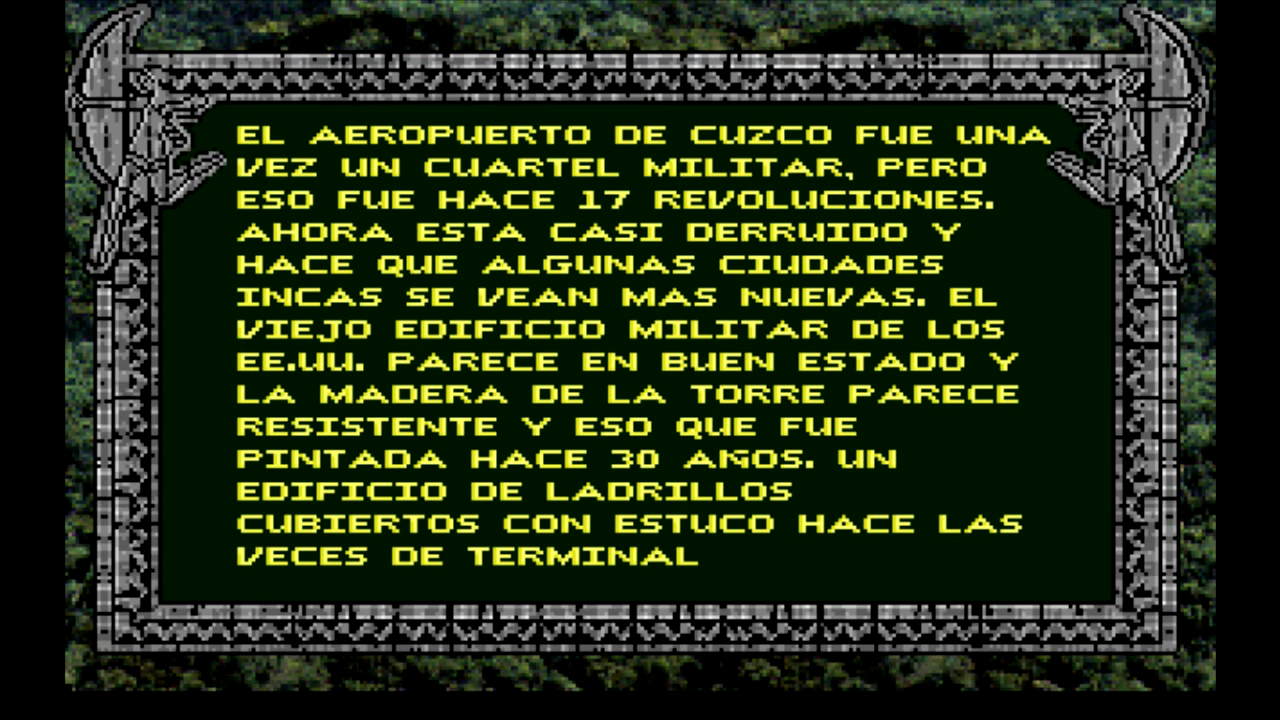 EL AEROPUERTO DE CUZCO FUE UNA
VEZ UN CUARTEL MILITAR, PERO
ESO FUE HACE 17 REVOLUCIONES.
AHORA ESTA CASI DERRUIDO Y
HACE QUE ALGUNAS CIUDADES
INCAS SE VEAN MAS NUEVAS. EL
VIEJO EDIFICIO MILITAR DE LOS
EE.UU. PARECE EN BUEN ESTADO Y
LA MADERA DE LA TORRE PARECE
RESISTENTE Y ESO QUE FUE
PINTADA HACE 30 AÑOS. UN
EDIFICIO DE LADRILLOS
CUBIERTOS CON ESTUCO HACE LAS
VECES DE TERMINAL